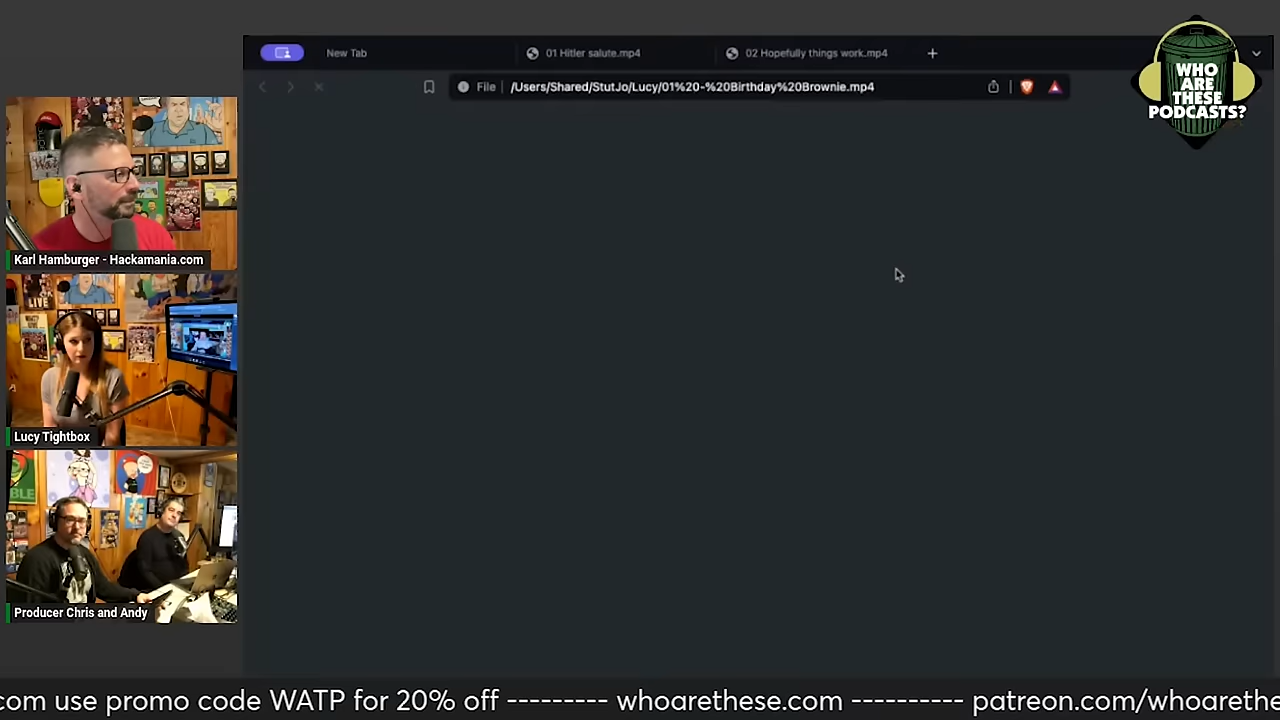 New Tab
01 Hitler salute.mp4
02 Hopefully things work.mp4
File
/Users/Shared/StutJo/Lucy/01%20-%20Birthday%20Brownie.mp4
WHO
ARE
THESE
PODCASTS?
Karl Hamburger - Hackamania.com
LIVE
Lucy Tightbox
Producer Chris and Andy
com use promo code WATP for 20% off --------- whoarethese.com ---------- patreon.com/whoarethe